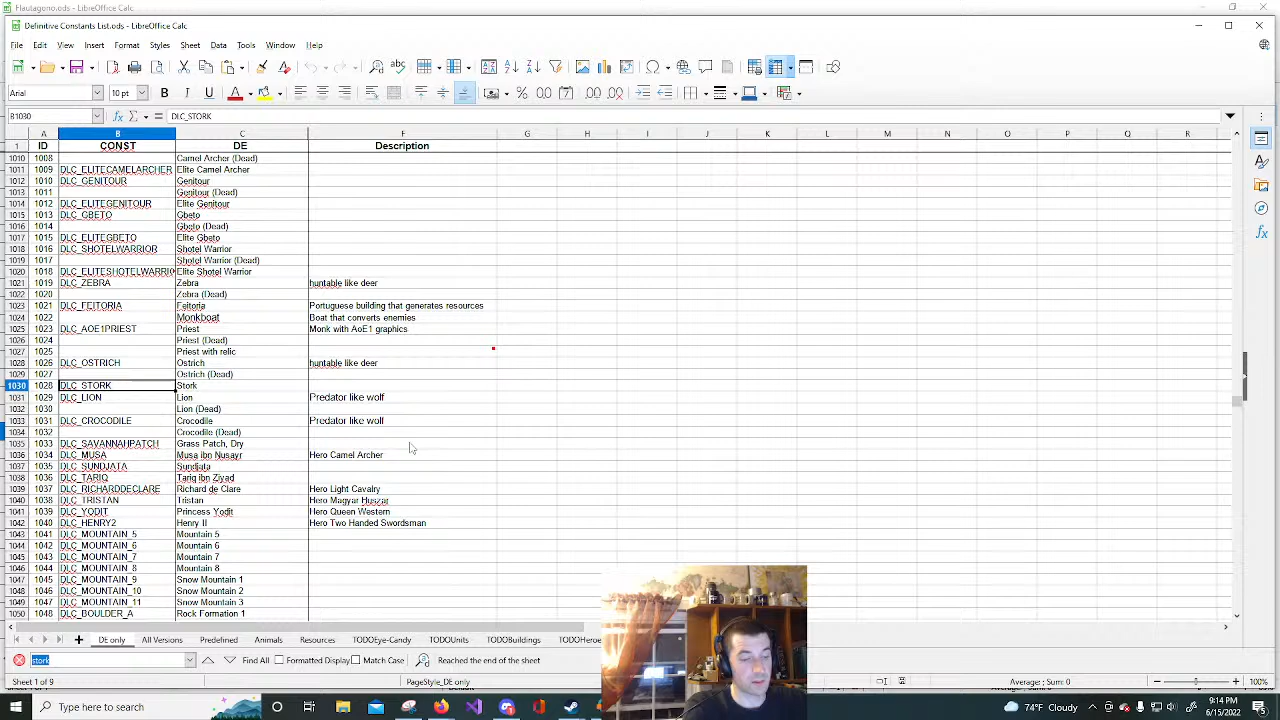 Flautagono.ods - LibreOffice Calc
Definitive Constants List.ods - LibreOffice Calc
File Edit View Insert Format Styles Sheet Data Tools Window Help
Arial 10 pt
B1030 DLC_STORK
A B C F G H I J K L M N O P Q R
1 ID CONST DE Description
1010 1008 Camel Archer (Dead)
1011 1009 DLC_ELITECAMELARCHER Elite Camel Archer
1012 1010 DLC_GENITOUR Genitour
1013 1011 Genitour (Dead)
1014 1012 DLC_ELITEGENITOUR Elite Genitour
1015 1013 DLC_GBETO Gbeto
1016 1014 Gbeto (Dead)
1017 1015 DLC_ELITEGBETO Elite Gbeto
1018 1016 DLC_SHOTELWARRIOR Shotel Warrior
1019 1017 Shotel Warrior (Dead)
1020 1018 DLC_ELITESHOTELWARRIO Elite Shotel Warrior
1021 1019 DLC_ZEBRA Zebra huntable like deer
1022 1020 Zebra (Dead)
1023 1021 DLC_FEITORIA Feitoria Portuguese building that generates resources
1024 1022 Monkboat Boat that converts enemies
1025 1023 DLC_AOE1PRIEST Priest Monk with AoE1 graphics
1026 1024 Priest (Dead)
1027 1025 Priest with relic
1028 1026 DLC_OSTRICH Ostrich huntable like deer
1029 1027 Ostrich (Dead)
1030 1028 DLC_STORK Stork
1031 1029 DLC_LION Lion Predator like wolf
1032 1030 Lion (Dead)
1033 1031 DLC_CROCODILE Crocodile Predator like wolf
1034 1032 Crocodile (Dead)
1035 1033 DLC_SAVANNAHPATCH Grass Patch, Dry
1036 1034 DLC_MUSA Musa ibn Nusayr Hero Camel Archer
1037 1035 DLC_SUNDJATA Sundjata
1038 1036 DLC_TARIQ Tariq ibn Ziyad
1039 1037 DLC_RICHARDDECLARE Richard de Clare Hero Light Cavalry
1040 1038 DLC_TRISTAN Tristan Hero Magyar Huszar
1041 1039 DLC_YODIT Princess Yodit Hero Queen Western
1042 1040 DLC_HENRY2 Henry II Hero Two Handed Swordsman
1043 1041 DLC_MOUNTAIN_5 Mountain 5
1044 1042 DLC_MOUNTAIN_6 Mountain 6
1045 1043 DLC_MOUNTAIN_7 Mountain 7
1046 1044 DLC_MOUNTAIN_8 Mountain 8
1047 1045 DLC_MOUNTAIN_9 Snow Mountain 1
1048 1046 DLC_MOUNTAIN_10 Snow Mountain 2
1049 1047 DLC_MOUNTAIN_11 Snow Mountain 3
1050 1048 DLC_BOULDER_A Rock Formation 1
DE only All Versions Predefined Animals Resources TODOEye-Candy TODOUnits TODOBuildings TODOHeroe
stork Find All Formatted Display Match Case Reached the end of the sheet
Sheet 1 of 9 PageStyle_DE only Average: ; Sum: 0 100%
Type here to search 74°F Cloudy 9:14 PM
6/15/2022